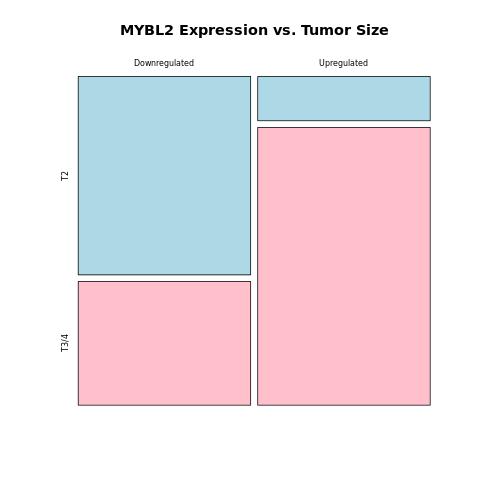 MYBL2 Expression vs. Tumor Size
Downregulated
Upregulated
T2
T3/4